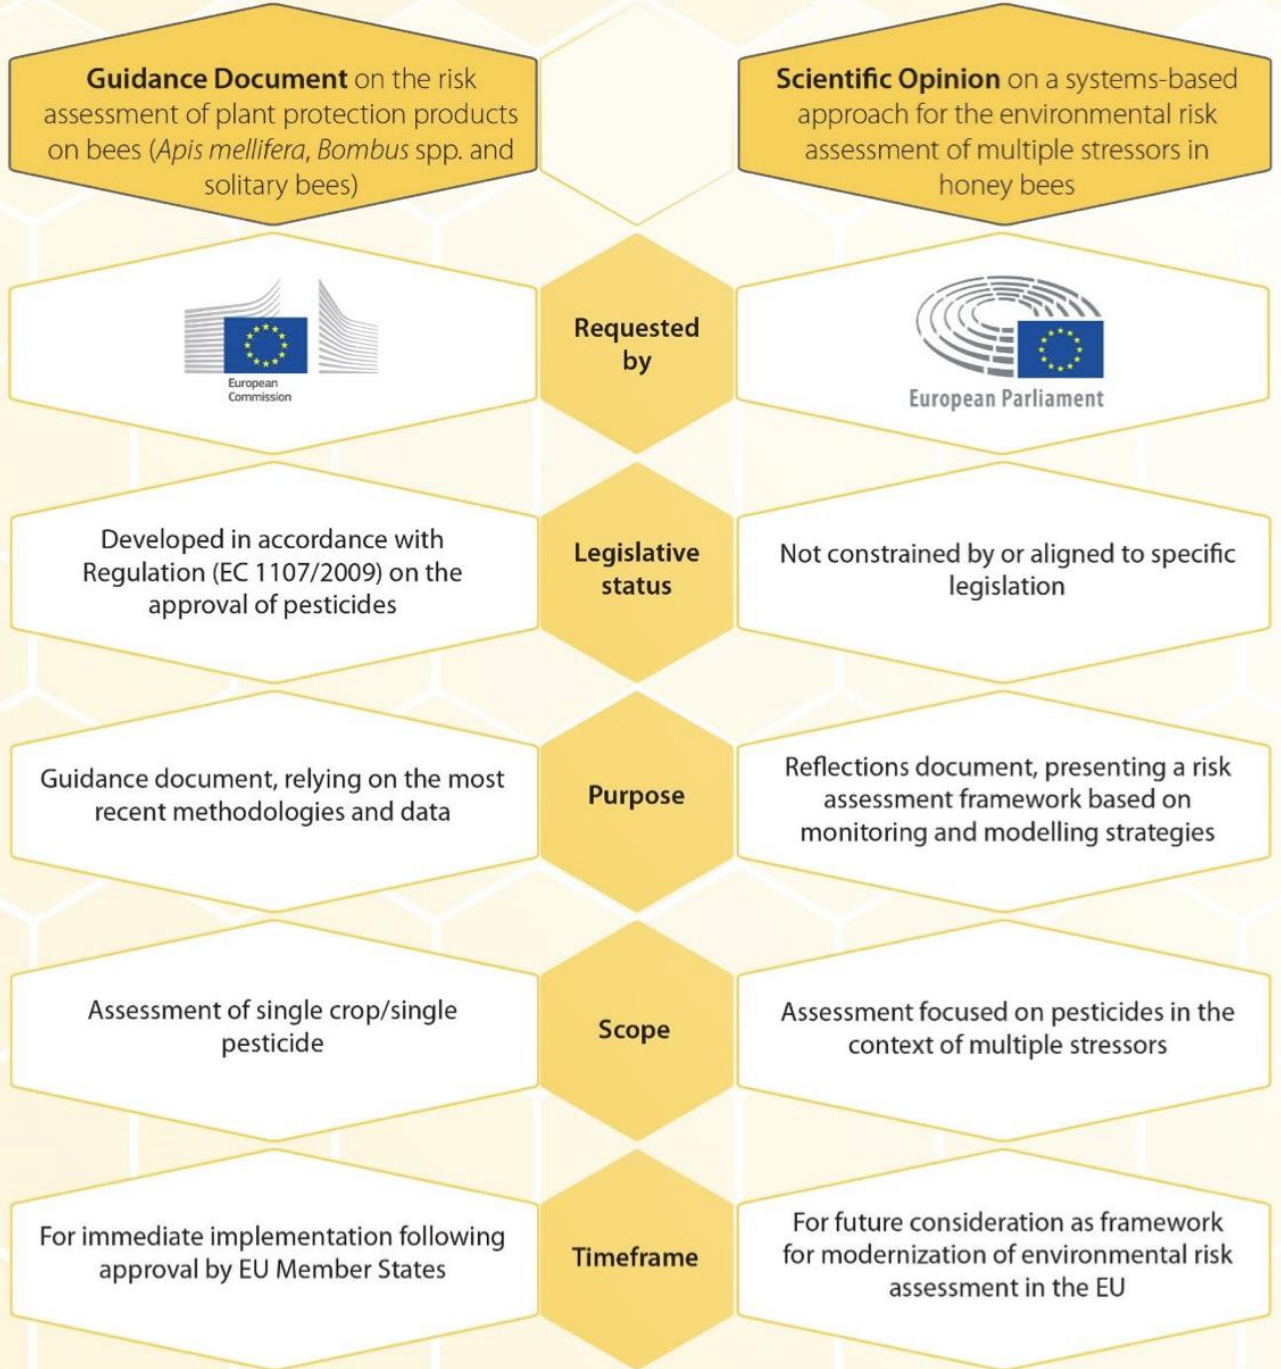 Guidance Document on the risk
assessment of plant protection products
on bees (Apis mellifera, Bombus spp. and
solitary bees)
Scientific Opinion on a systems-based
approach for the environmental risk
assessment of multiple stressors in
honey bees
European
Commission
Requested
by
European Parliament
Developed in accordance with
Regulation (EC 1107/2009) on the
approval of pesticides
Legislative
status
Not constrained by or aligned to specific
legislation
Guidance document, relying on the most
recent methodologies and data
Purpose
Reflections document, presenting a risk
assessment framework based on
monitoring and modelling strategies
Assessment of single crop/single
pesticide
Scope
Assessment focused on pesticides in the
context of multiple stressors
For immediate implementation following
approval by EU Member States
Timeframe
For future consideration as framework
for modernization of environmental risk
assessment in the EU